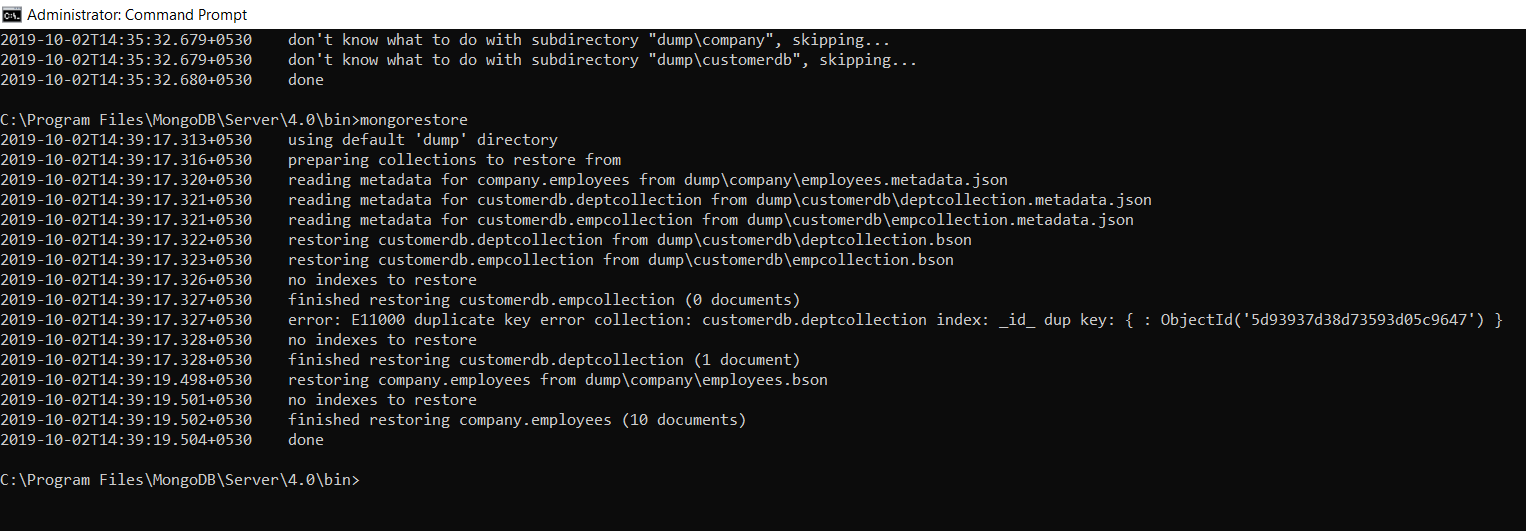 Administrator: Command Prompt
2019-10-02T14:35:32.679+0530    don't know what to do with subdirectory "dump\company", skipping...
2019-10-02T14:35:32.679+0530    don't know what to do with subdirectory "dump\customerdb", skipping...
2019-10-02T14:35:32.680+0530    done
C:\Program Files\MongoDB\Server\4.0\bin>mongorestore
2019-10-02T14:39:17.313+0530    using default 'dump' directory
2019-10-02T14:39:17.316+0530    preparing collections to restore from
2019-10-02T14:39:17.320+0530    reading metadata for company.employees from dump\company\employees.metadata.json
2019-10-02T14:39:17.321+0530    reading metadata for customerdb.deptcollection from dump\customerdb\deptcollection.metadata.json
2019-10-02T14:39:17.321+0530    reading metadata for customerdb.empcollection from dump\customerdb\empcollection.metadata.json
2019-10-02T14:39:17.322+0530    restoring customerdb.deptcollection from dump\customerdb\deptcollection.bson
2019-10-02T14:39:17.323+0530    restoring customerdb.empcollection from dump\customerdb\empcollection.bson
2019-10-02T14:39:17.326+0530    no indexes to restore
2019-10-02T14:39:17.327+0530    finished restoring customerdb.empcollection (0 documents)
2019-10-02T14:39:17.327+0530    error: E11000 duplicate key error collection: customerdb.deptcollection index: _id_ dup key: { : ObjectId('5d93937d38d73593d05c9647') }
2019-10-02T14:39:17.328+0530    no indexes to restore
2019-10-02T14:39:17.328+0530    finished restoring customerdb.deptcollection (1 document)
2019-10-02T14:39:19.498+0530    restoring company.employees from dump\company\employees.bson
2019-10-02T14:39:19.501+0530    no indexes to restore
2019-10-02T14:39:19.502+0530    finished restoring company.employees (10 documents)
2019-10-02T14:39:19.504+0530    done
C:\Program Files\MongoDB\Server\4.0\bin>